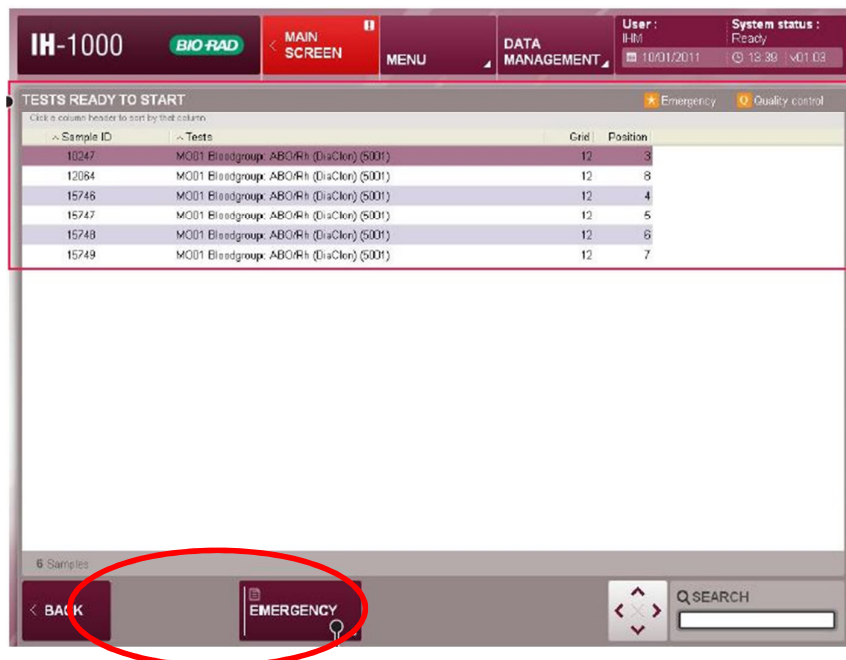 IH-1000
BIO-RAD
< MAIN SCREEN
MENU
DATA MANAGEMENT
User :
IHM
10/01/2011
System status :
Ready
13:39 v01.03
TESTS READY TO START
Emergency
Quality control
Click a column header to sort by that column
Sample ID Tests Grid Position
10247 MO01 Bloodgroup: ABO/Rh (DiaClon) (5001) 12 3
12064 MO01 Bloodgroup: ABO/Rh (DiaClon) (5001) 12 8
15746 MO01 Bloodgroup: ABO/Rh (DiaClon) (5001) 12 4
15747 MO01 Bloodgroup: ABO/Rh (DiaClon) (5001) 12 5
15748 MO01 Bloodgroup: ABO/Rh (DiaClon) (5001) 12 6
15749 MO01 Bloodgroup: ABO/Rh (DiaClon) (5001) 12 7
6 Samples
< BACK
EMERGENCY
SEARCH